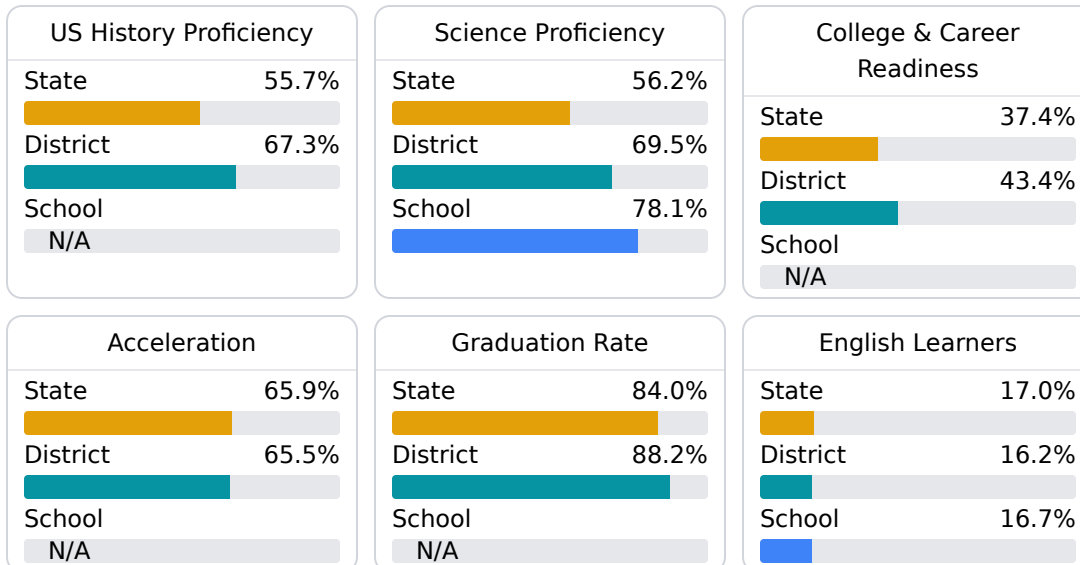 US History Proficiency
State 55.7%
District 67.3%
School
N/A
Science Proficiency
State 56.2%
District 69.5%
School 78.1%
College & Career
Readiness
State 37.4%
District 43.4%
School
N/A
Acceleration
State 65.9%
District 65.5%
School
N/A
Graduation Rate
State 84.0%
District 88.2%
School
N/A
English Learners
State 17.0%
District 16.2%
School 16.7%